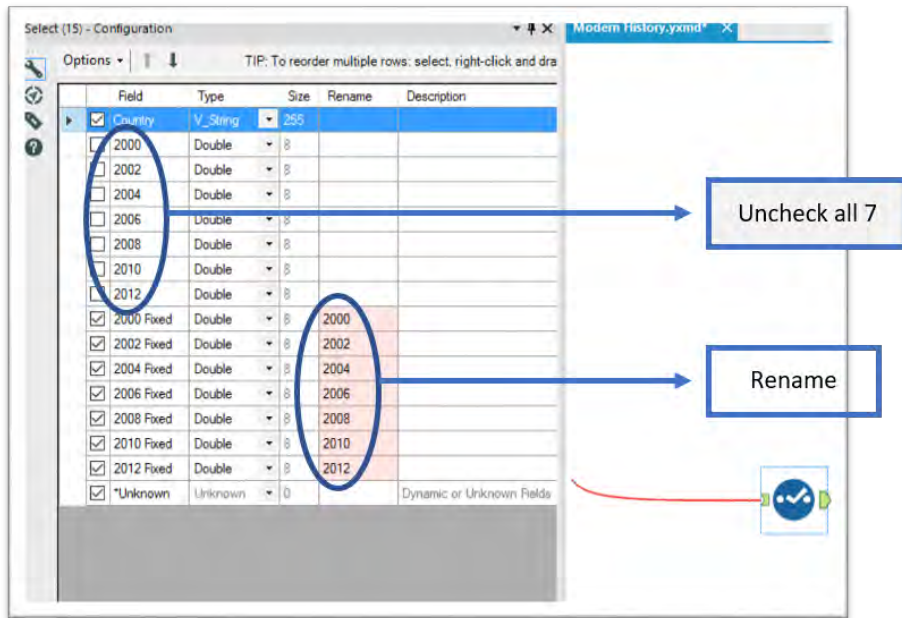 Select (15) - Configuration
Modern History.yxmd* X
Options
TIP: To reorder multiple rows: select, right-click and dra
Field Type Size Rename Description
Country V_String 255
2000 Double 8
2002 Double 8
2004 Double 8
2006 Double 8
2008 Double 8
2010 Double 8
2012 Double 8
2000 Fixed Double 8 2000
2002 Fixed Double 8 2002
2004 Fixed Double 8 2004
2006 Fixed Double 8 2006
2008 Fixed Double 8 2008
2010 Fixed Double 8 2010
2012 Fixed Double 8 2012
*Unknown Unknown 0 Dynamic or Unknown Fields
Uncheck all 7
Rename